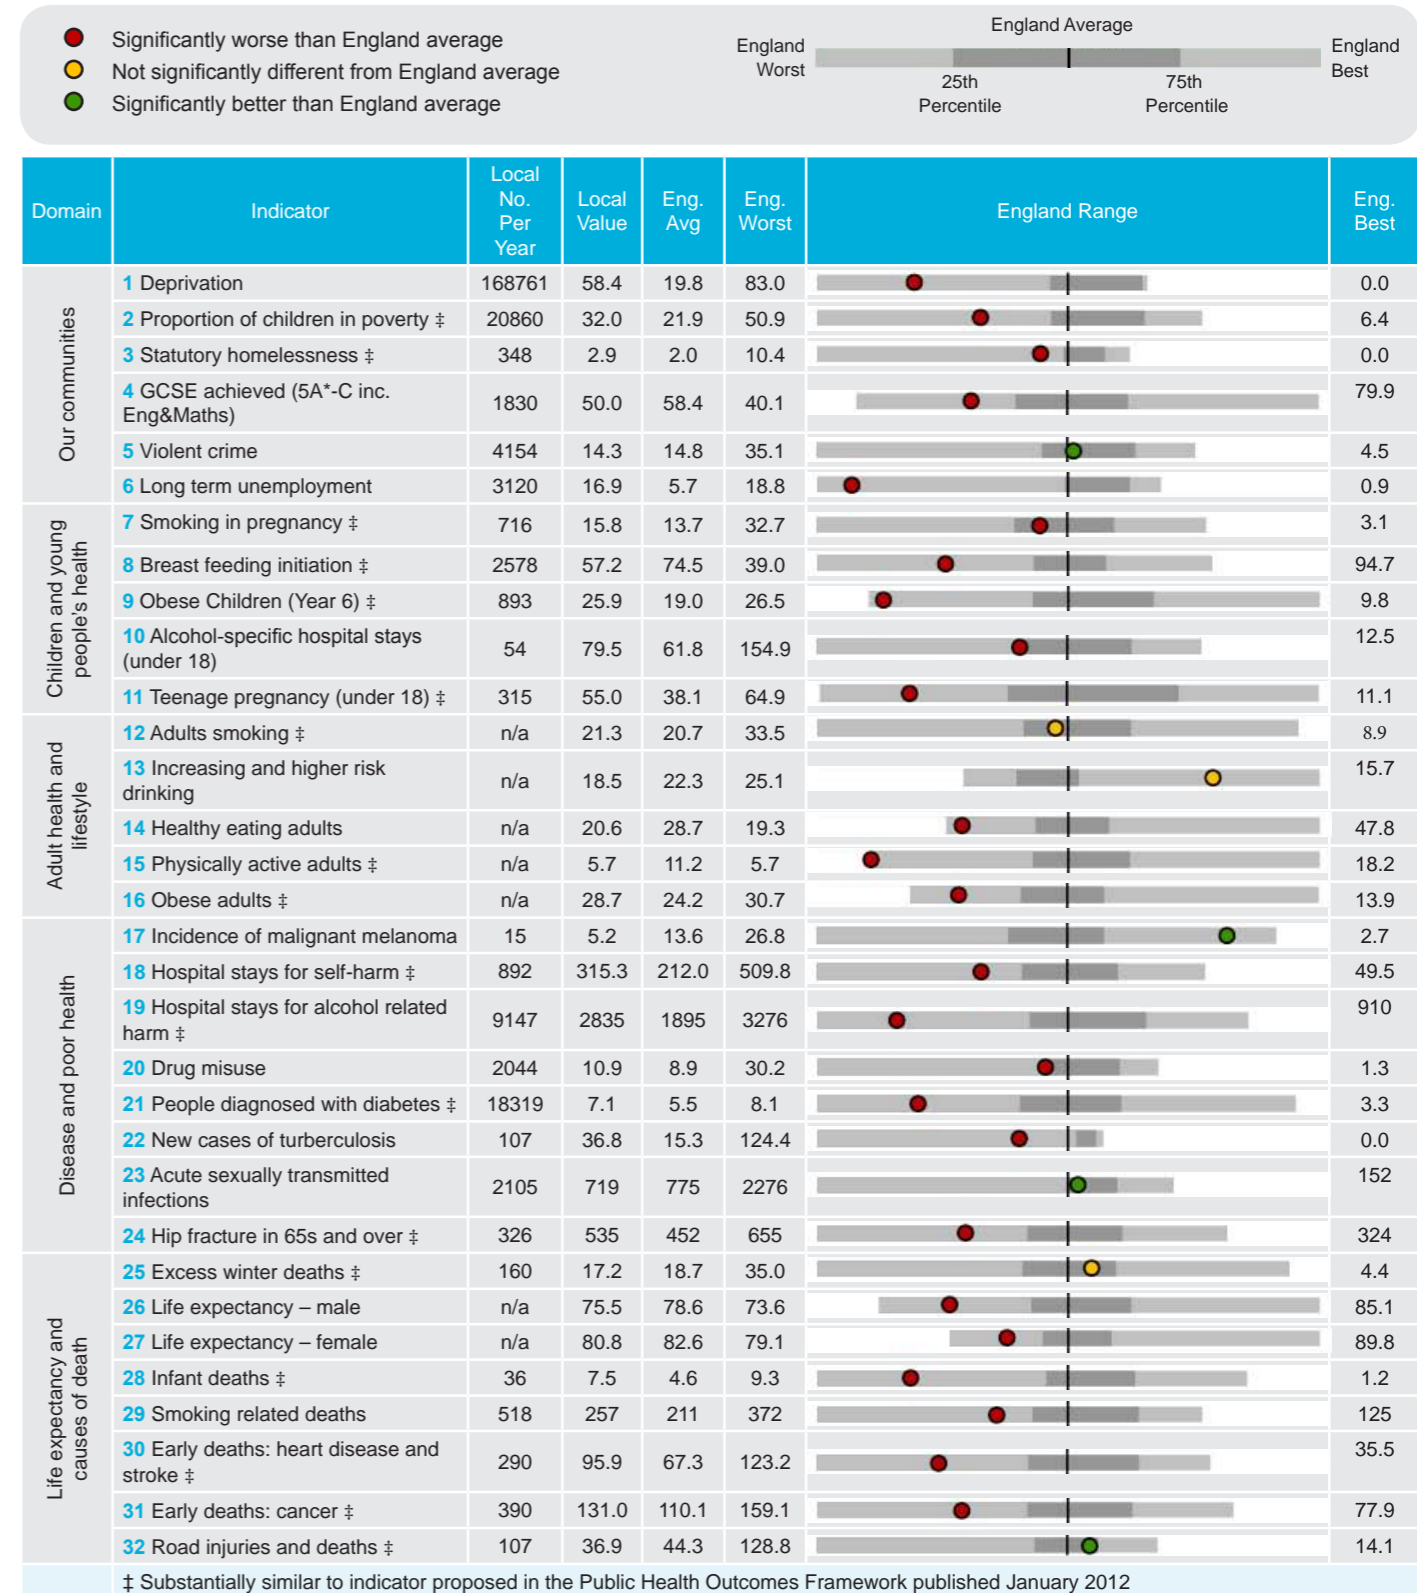 Significantly worse than England average
Not significantly different from England average
Significantly better than England average
England Average
England
Worst
England
Best
25th
Percentile
75th
Percentile
Domain
Indicator
Local
No.
Per
Year
Local
Value
Eng.
Avg
Eng.
Worst
England Range
Eng.
Best
Our communities
1 Deprivation 168761 58.4 19.8 83.0 0.0
2 Proportion of children in poverty ‡ 20860 32.0 21.9 50.9 6.4
3 Statutory homelessness ‡ 348 2.9 2.0 10.4 0.0
4 GCSE achieved (5A*-C inc.
Eng&Maths) 1830 50.0 58.4 40.1 79.9
5 Violent crime 4154 14.3 14.8 35.1 4.5
6 Long term unemployment 3120 16.9 5.7 18.8 0.9
Children and young
people's health
7 Smoking in pregnancy ‡ 716 15.8 13.7 32.7 3.1
8 Breast feeding initiation ‡ 2578 57.2 74.5 39.0 94.7
9 Obese Children (Year 6) ‡ 893 25.9 19.0 26.5 9.8
10 Alcohol-specific hospital stays
(under 18) 54 79.5 61.8 154.9 12.5
11 Teenage pregnancy (under 18) ‡ 315 55.0 38.1 64.9 11.1
Adult health and
lifestyle
12 Adults smoking ‡ n/a 21.3 20.7 33.5 8.9
13 Increasing and higher risk
drinking n/a 18.5 22.3 25.1 15.7
14 Healthy eating adults n/a 20.6 28.7 19.3 47.8
15 Physically active adults ‡ n/a 5.7 11.2 5.7 18.2
16 Obese adults ‡ n/a 28.7 24.2 30.7 13.9
Disease and poor health
17 Incidence of malignant melanoma 15 5.2 13.6 26.8 2.7
18 Hospital stays for self-harm ‡ 892 315.3 212.0 509.8 49.5
19 Hospital stays for alcohol related
harm ‡ 9147 2835 1895 3276 910
20 Drug misuse 2044 10.9 8.9 30.2 1.3
21 People diagnosed with diabetes ‡ 18319 7.1 5.5 8.1 3.3
22 New cases of turberculosis 107 36.8 15.3 124.4 0.0
23 Acute sexually transmitted
infections 2105 719 775 2276 152
24 Hip fracture in 65s and over ‡ 326 535 452 655 324
Life expectancy and
causes of death
25 Excess winter deaths ‡ 160 17.2 18.7 35.0 4.4
26 Life expectancy – male n/a 75.5 78.6 73.6 85.1
27 Life expectancy – female n/a 80.8 82.6 79.1 89.8
28 Infant deaths ‡ 36 7.5 4.6 9.3 1.2
29 Smoking related deaths 518 257 211 372 125
30 Early deaths: heart disease and
stroke ‡ 290 95.9 67.3 123.2 35.5
31 Early deaths: cancer ‡ 390 131.0 110.1 159.1 77.9
32 Road injuries and deaths ‡ 107 36.9 44.3 128.8 14.1
‡ Substantially similar to indicator proposed in the Public Health Outcomes Framework published January 2012